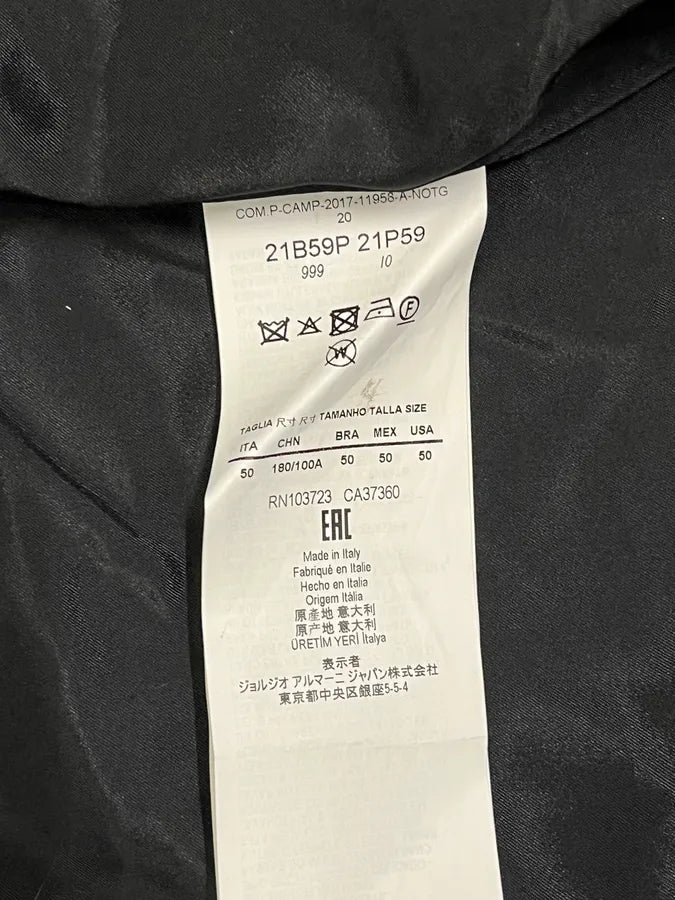 COM.P-CAMP-2017-11958-A-NOTG
20
21B59P 21P59
999 10
F
W
TAGLIA 尺寸 尺寸 TAMANHO TALLA SIZE
ITA CHN BRA MEX USA
50 180/100A 50 50 50
RN103723 CA37360
EAC
Made in Italy
Fabriqué en Italie
Hecho en Italia
Origem Itália
原產地 意大利
原产地 意大利
ÜRETİM YERİ İtalya
表示者
ジョルジオ アルマーニ ジャパン株式会社
東京都中央区銀座5-5-4